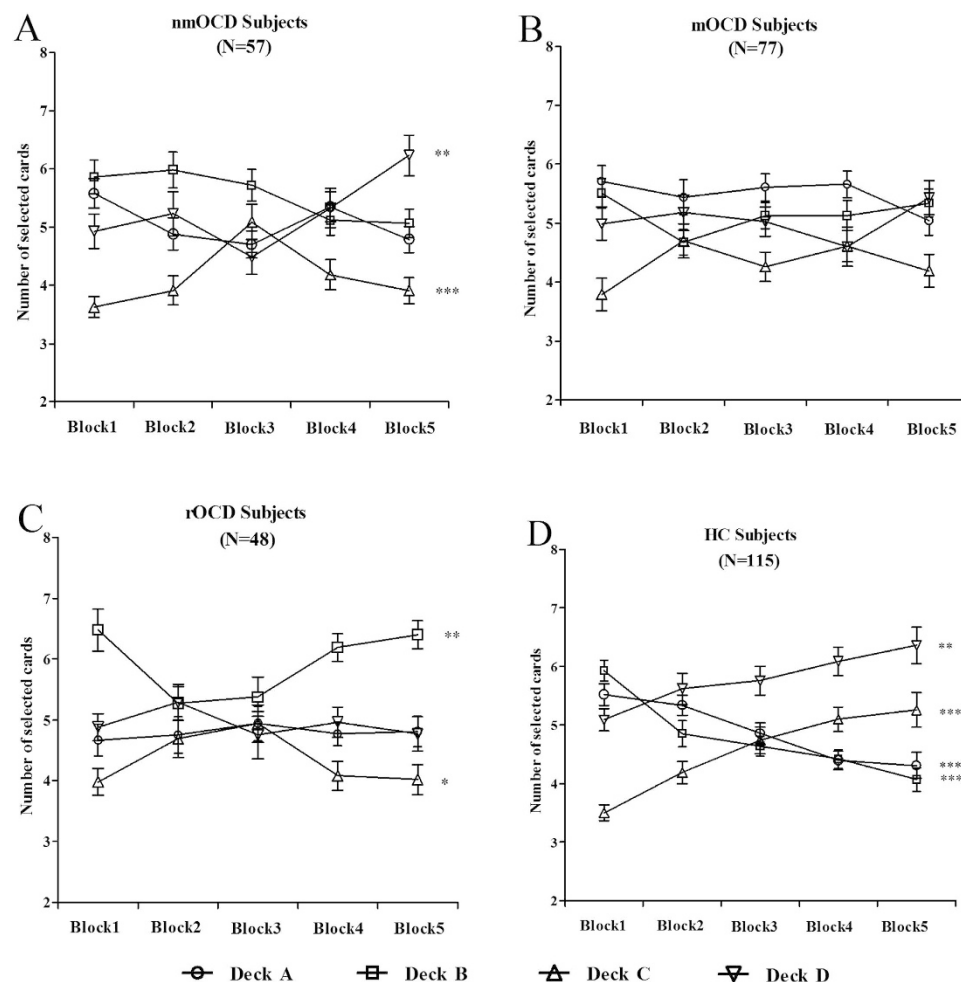 A
nmOCD Subjects
(N=57)
Number of selected cards
8
7
6
5
4
3
2
**
***
Block1 Block2 Block3 Block4 Block5
B
mOCD Subjects
(N=77)
Number of selected cards
8
7
6
5
4
3
2
Block1 Block2 Block3 Block4 Block5
C
rOCD Subjects
(N=48)
Number of selected cards
8
7
6
5
4
3
2
**
*
Block1 Block2 Block3 Block4 Block5
D
HC Subjects
(N=115)
Number of selected cards
8
7
6
5
4
3
2
**
***
***
***
Block1 Block2 Block3 Block4 Block5
Deck A Deck B Deck C Deck D